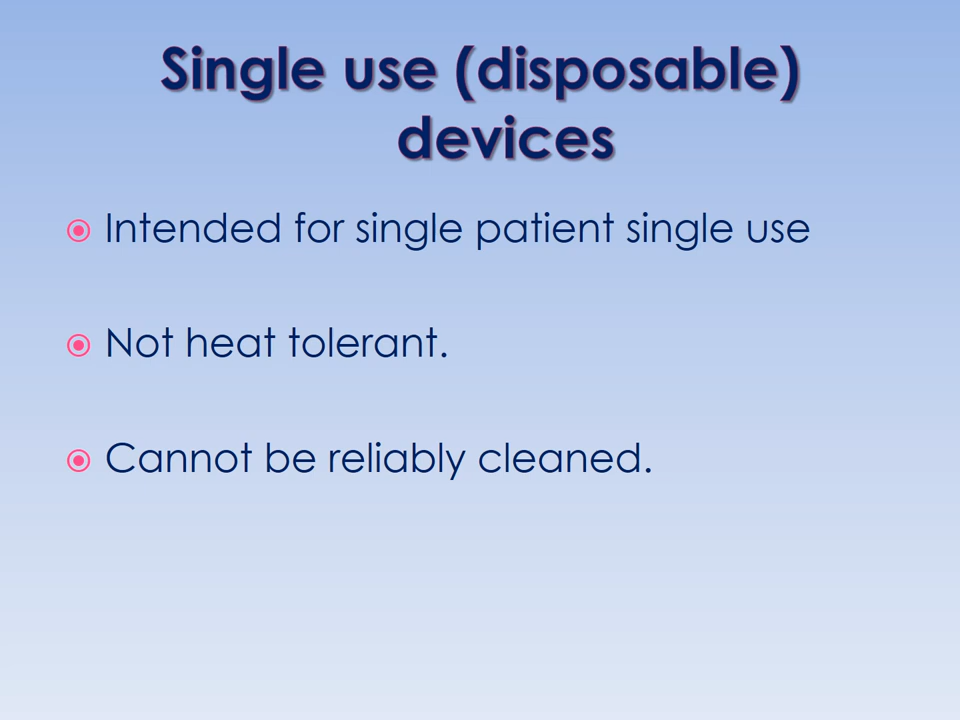 Single use (disposable)
devices
Intended for single patient single use
Not heat tolerant.
Cannot be reliably cleaned.